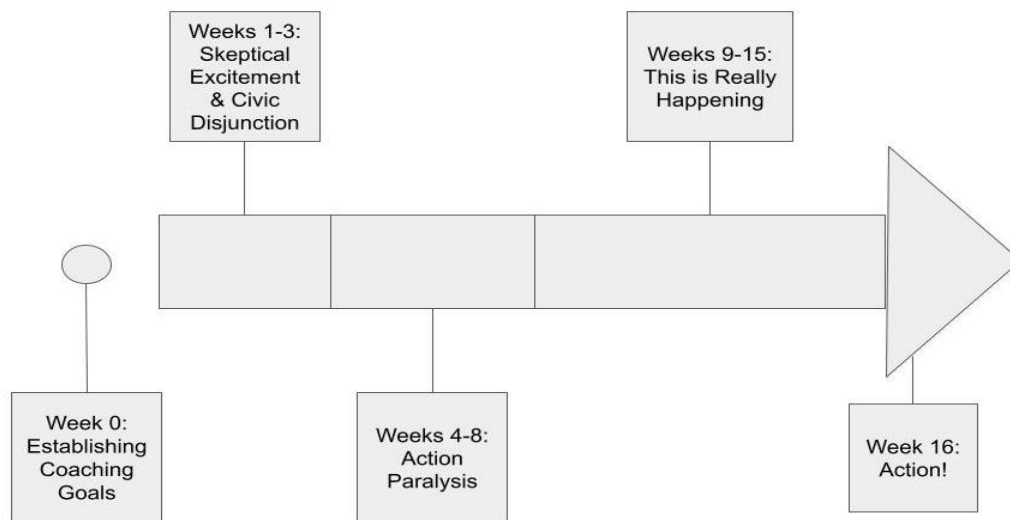 Weeks 1-3:
Skeptical
Excitement
& Civic
Disjunction
Weeks 9-15:
This is Really
Happening
Week 0:
Establishing
Coaching
Goals
Weeks 4-8:
Action
Paralysis
Week 16:
Action!